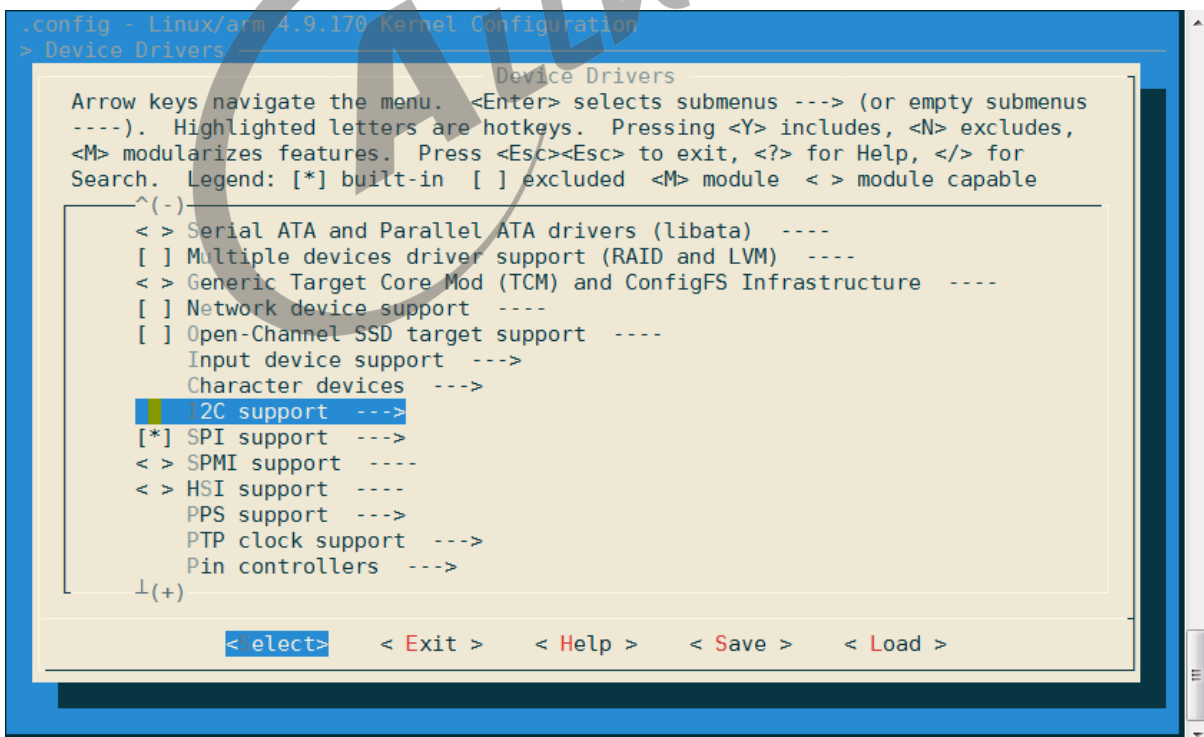 .config - Linux/arm 4.9.170 Kernel Configuration
> Device Drivers
Device Drivers
Arrow keys navigate the menu.  <Enter> selects submenus ---> (or empty submenus
----).  Highlighted letters are hotkeys.  Pressing <Y> includes, <N> excludes,
<M> modularizes features.  Press <Esc><Esc> to exit, <?> for Help, </> for
Search.  Legend: [*] built-in  [ ] excluded  <M> module  < > module capable
^(-)
< > Serial ATA and Parallel ATA drivers (libata)  ----
[ ] Multiple devices driver support (RAID and LVM)  ----
< > Generic Target Core Mod (TCM) and ConfigFS Infrastructure  ----
[ ] Network device support  ----
[ ] Open-Channel SSD target support  ----
Input device support  --->
Character devices  --->
I2C support  --->
[*] SPI support  --->
< > SPMI support  ----
< > HSI support  ----
PPS support  --->
PTP clock support  --->
Pin controllers  --->
┴(+)
<Select>    < Exit >    < Help >    < Save >    < Load >